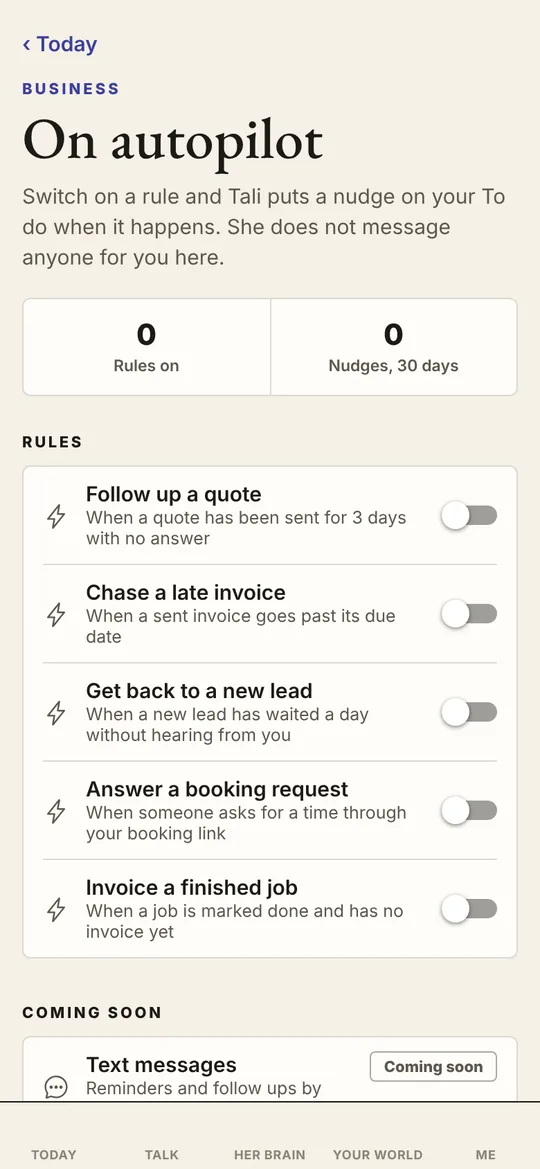 ‹ Today
BUSINESS
On autopilot
Switch on a rule and Tali puts a nudge on your To
do when it happens. She does not message
anyone for you here.
0
Rules on
0
Nudges, 30 days
RULES
Follow up a quote
When a quote has been sent for 3 days
with no answer
Chase a late invoice
When a sent invoice goes past its due
date
Get back to a new lead
When a new lead has waited a day
without hearing from you
Answer a booking request
When someone asks for a time through
your booking link
Invoice a finished job
When a job is marked done and has no
invoice yet
COMING SOON
Text messages
Coming soon
Reminders and follow ups by
TODAY
TALK
HER BRAIN
YOUR WORLD
ME